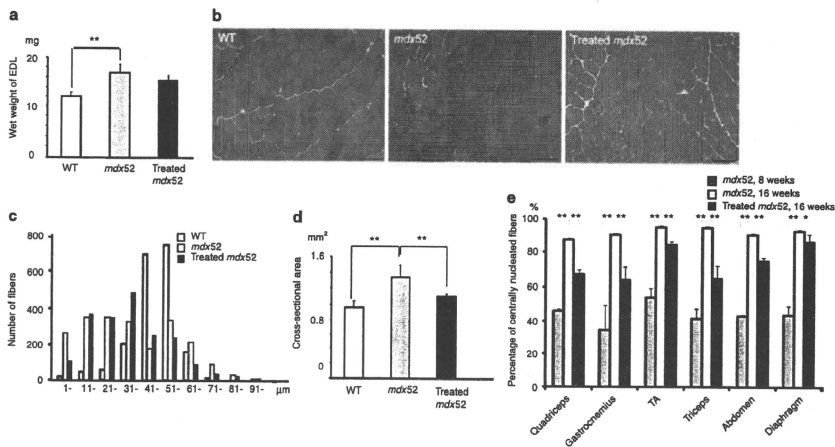 a
Wet weight of EDL
mg
20
10
0
**
WT
mdx52
Treated
mdx52
b
WT
mdx52
Treated mdx52
c
Number of fibers
800
600
400
200
0
WT
mdx52
Treated mdx52
1-
11-
21-
31-
41-
51-
61-
71-
81-
91-
μm
d
Cross-sectional area
mm²
1.6
1.2
0.8
0
**
**
WT
mdx52
Treated
mdx52
e
mdx52, 8 weeks
mdx52, 16 weeks
Treated mdx52, 16 weeks
Percentage of centrally nucleated fibers
%
100
80
60
40
20
0
** ** ** ** ** ** ** ** ** ** ** *
Quadriceps
Gastrocnemius
TA
Triceps
Abdomen
Diaphragm